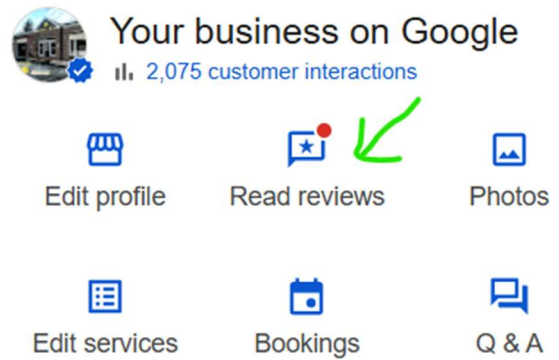 Your business on Google
2,075 customer interactions
Edit profile
Read reviews
Photos
Edit services
Bookings
Q & A